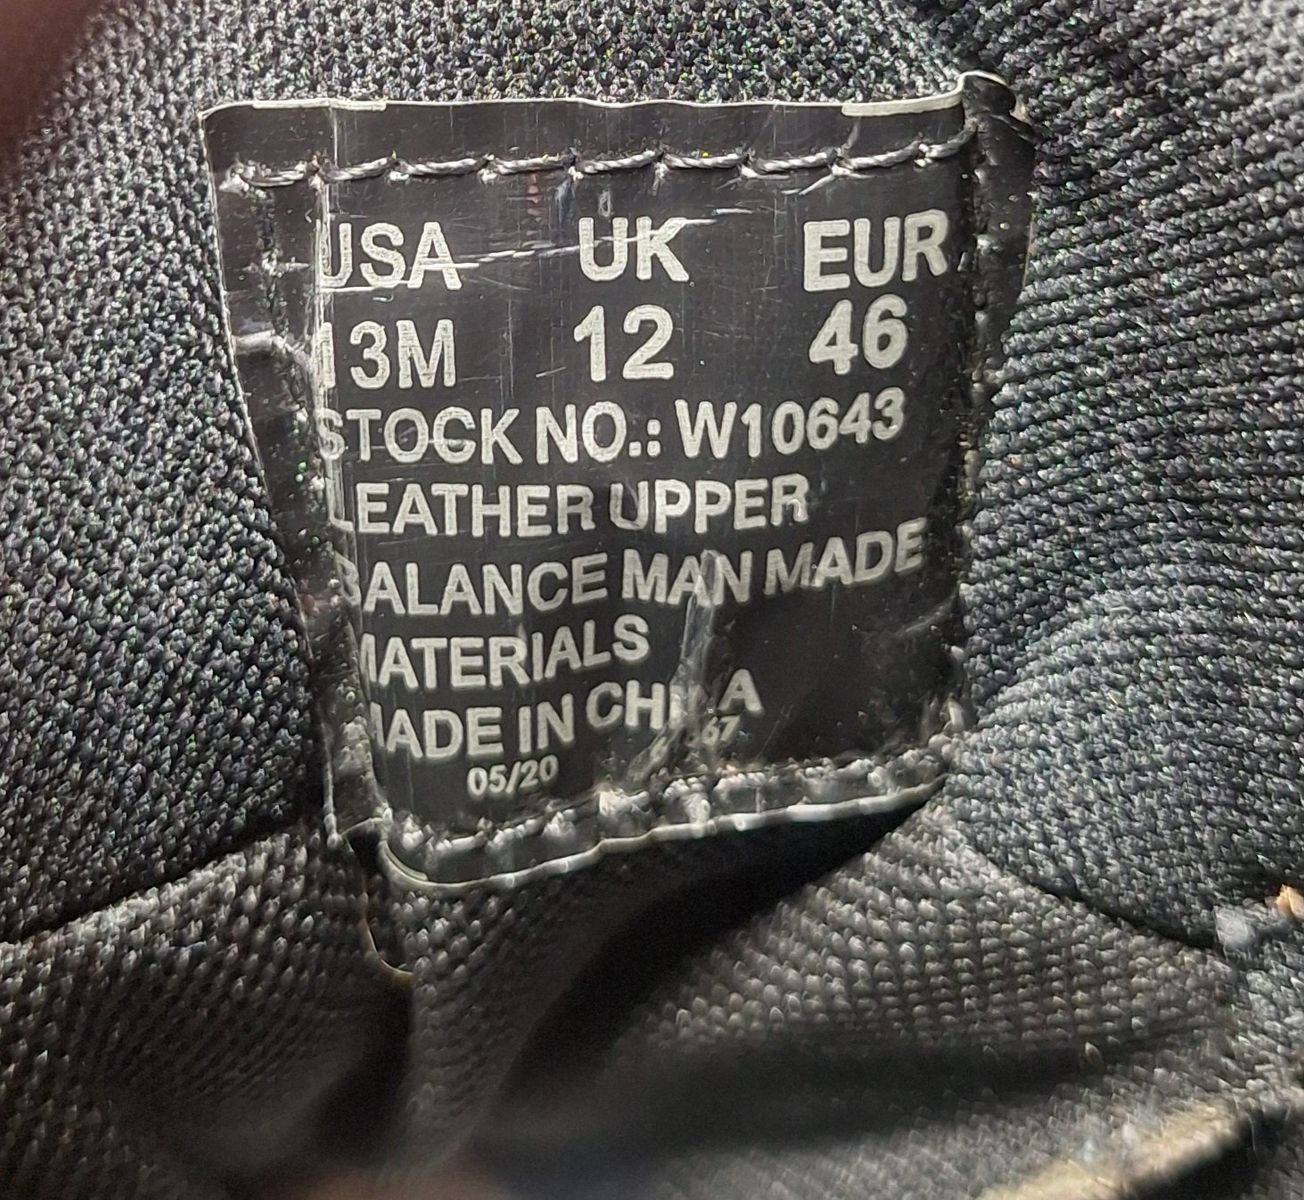 USA UK EUR
13M 12 46
STOCK NO.: W10643
LEATHER UPPER
BALANCE MAN MADE
MATERIALS
MADE IN CHINA
05/20